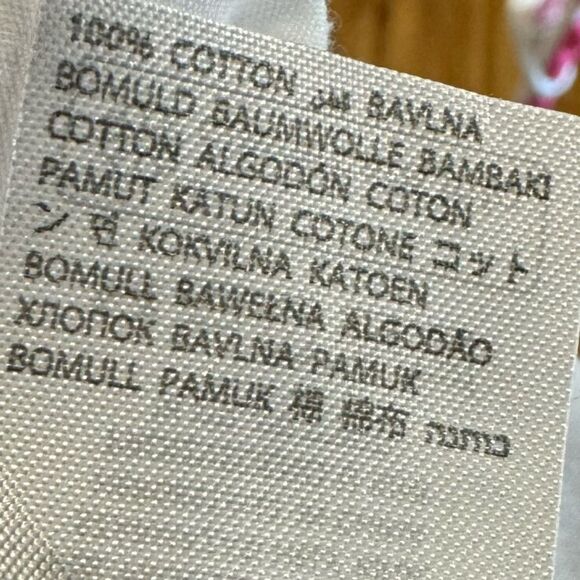 100% COTTON قطن BAVLNA
BOMULD BAUMWOLLE BAMBAKI
COTTON ALGODÓN COTON
PAMUT KATUN COTONE コット
ン 면 KOKVILNA KATOEN
BOMULL BAWEŁNA ALGODÃO
ХЛОПОК BAVLNA PAMUK
BOMULL PAMUK 棉 綿布 כותנה